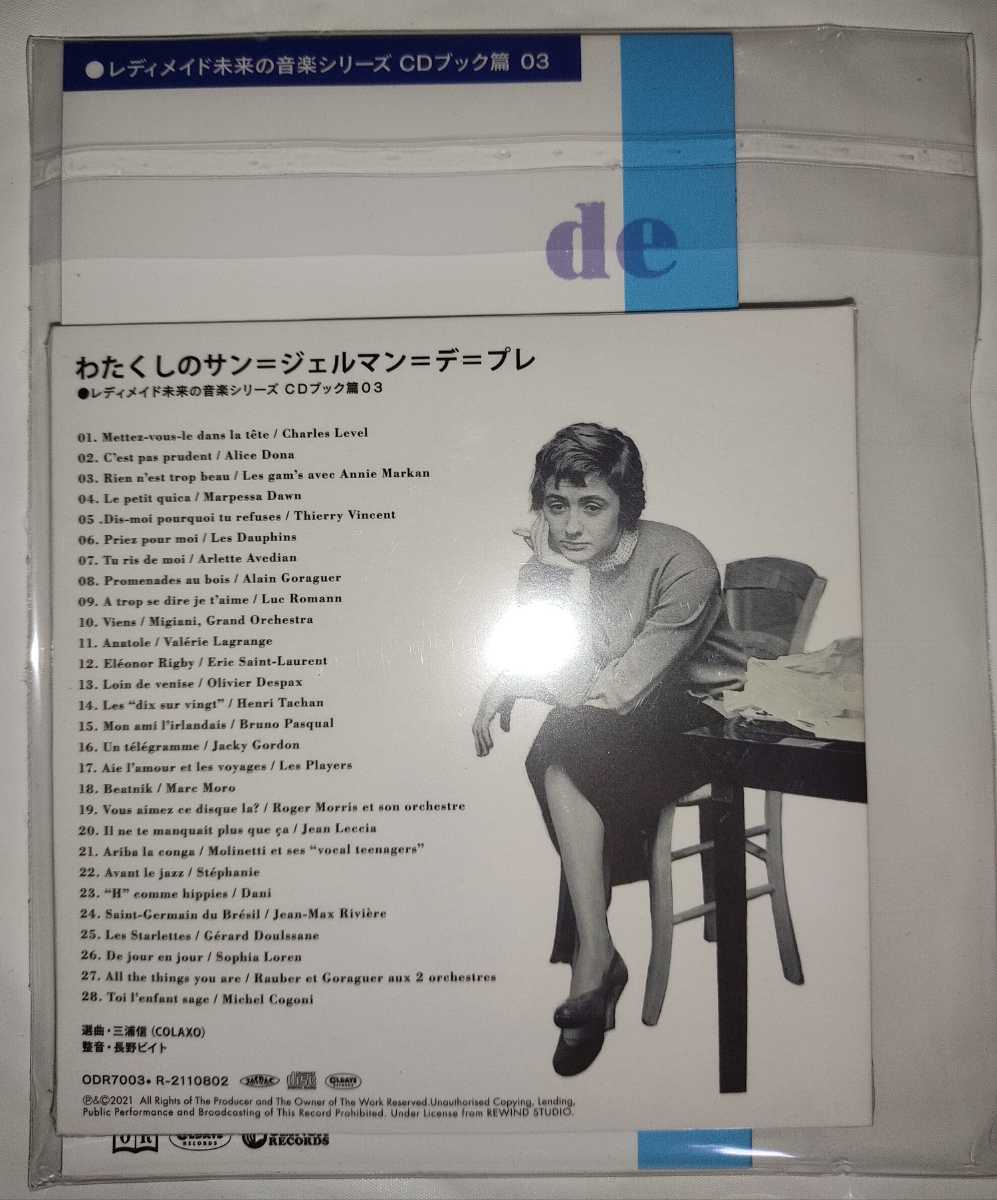 ●レディメイド未来の音楽シリーズ CDブック篇 03
de
わたくしのサン＝ジェルマン＝デ＝プレ
●レディメイド未来の音楽シリーズ CDブック篇03
01. Mettez-vous-le dans la tête / Charles Level
02. C'est pas prudent / Alice Dona
03. Rien n'est trop beau / Les gam's avec Annie Markan
04. Le petit quica / Marpessa Dawn
05 .Dis-moi pourquoi tu refuses / Thierry Vincent
06. Priez pour moi / Les Dauphins
07. Tu ris de moi / Arlette Avedian
08. Promenades au bois / Alain Goraguer
09. A trop se dire je t'aime / Luc Romann
10. Viens / Migiani, Grand Orchestra
11. Anatole / Valérie Lagrange
12. Eléonor Rigby / Eric Saint-Laurent
13. Loin de venise / Olivier Despax
14. Les “dix sur vingt” / Henri Tachan
15. Mon ami l'irlandais / Bruno Pasqual
16. Un télégramme / Jacky Gordon
17. Aie l'amour et les voyages / Les Players
18. Beatnik / Marc Moro
19. Vous aimez ce disque la? / Roger Morris et son orchestre
20. Il ne te manquait plus que ça / Jean Leccia
21. Ariba la conga / Molinetti et ses “vocal teenagers”
22. Avant le jazz / Stéphanie
23. “H” comme hippies / Dani
24. Saint-Germain du Brésil / Jean-Max Rivière
25. Les Starlettes / Gérard Doulssane
26. De jour en jour / Sophia Loren
27. All the things you are / Rauber et Goraguer aux 2 orchestres
28. Toi l'enfant sage / Michel Cogoni
選曲・三浦信 (COLAXO)
整音・長野ビイト
ODR7003● R-2110802 JASRAC OLDAYS RECORDS
℗&©2021 All Rights of The Producer and The Owner of The Work Reserved.Unauthorised Copying, Lending,
Public Performance and Broadcasting of This Record Prohibited. Under License from REWIND STUDIO.
OLDAYS RECORDS
RECORDS